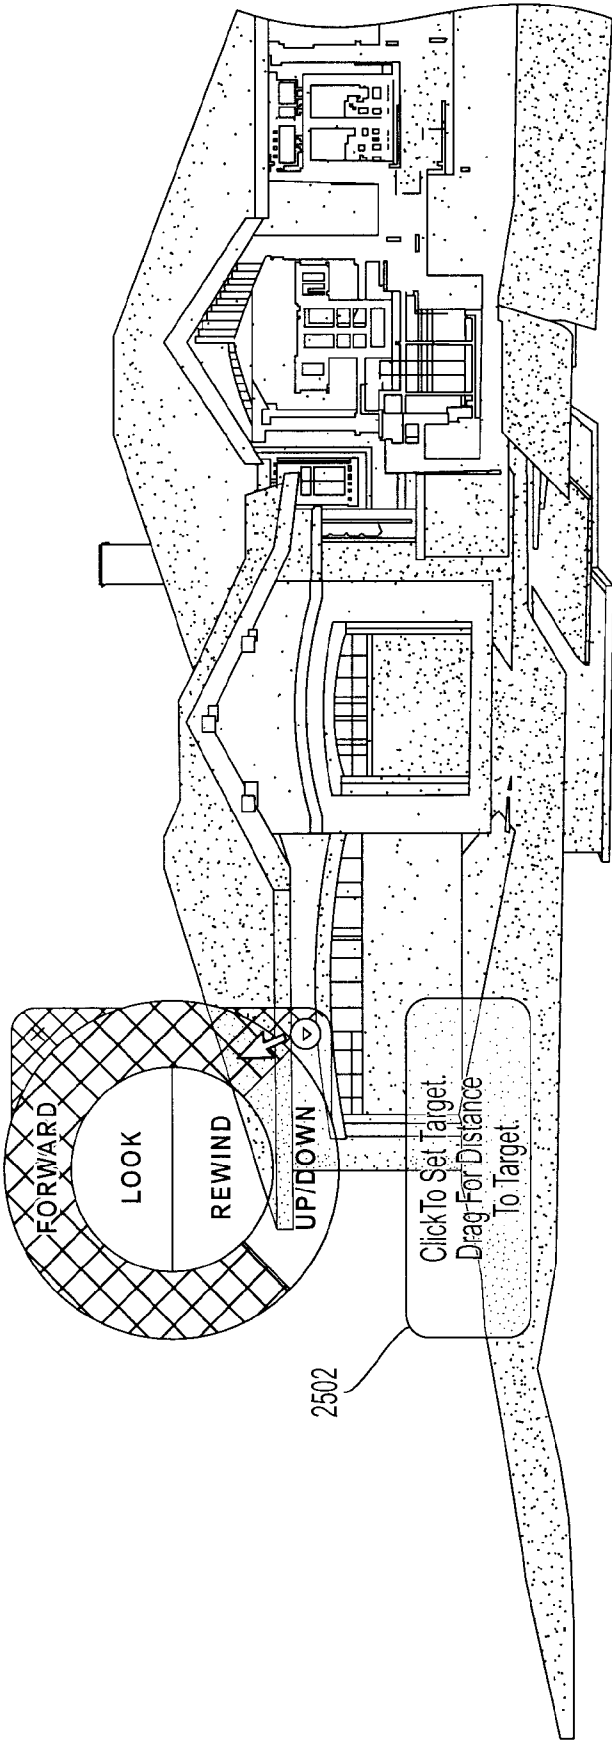 FORWARD
LOOK
REWIND
UP/DOWN
ClickTo Set Target.
Drag For Distance
To Target.
2502